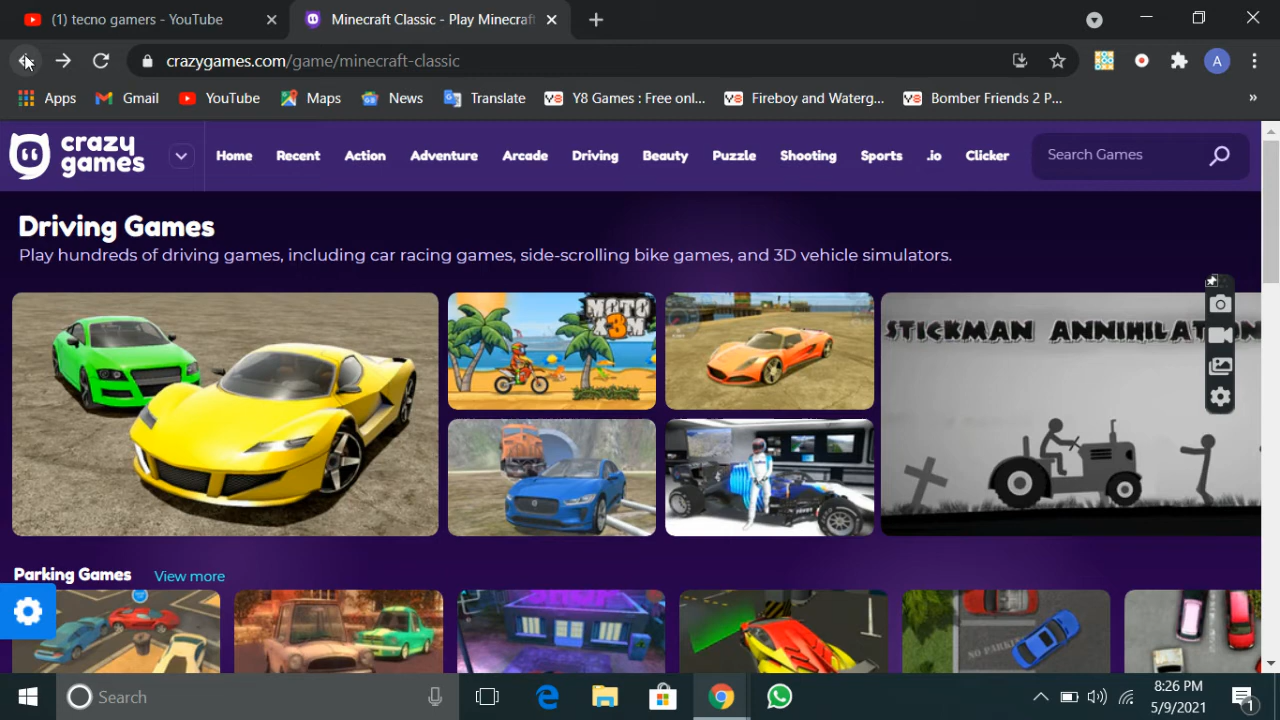 (1) tecno gamers - YouTube
Minecraft Classic - Play Minecraft
crazygames.com/game/minecraft-classic
A
Apps
Gmail
YouTube
Maps
News
Translate
Y8 Games : Free onl...
Fireboy and Waterg...
Bomber Friends 2 P...
»
crazy games
Home
Recent
Action
Adventure
Arcade
Driving
Beauty
Puzzle
Shooting
Sports
.io
Clicker
Search Games
Driving Games
Play hundreds of driving games, including car racing games, side-scrolling bike games, and 3D vehicle simulators.
MOTO
X3M
STICKMAN ANNIHILATION
Parking Games
View more
NO PARKING
Search
8:26 PM
5/9/2021
1